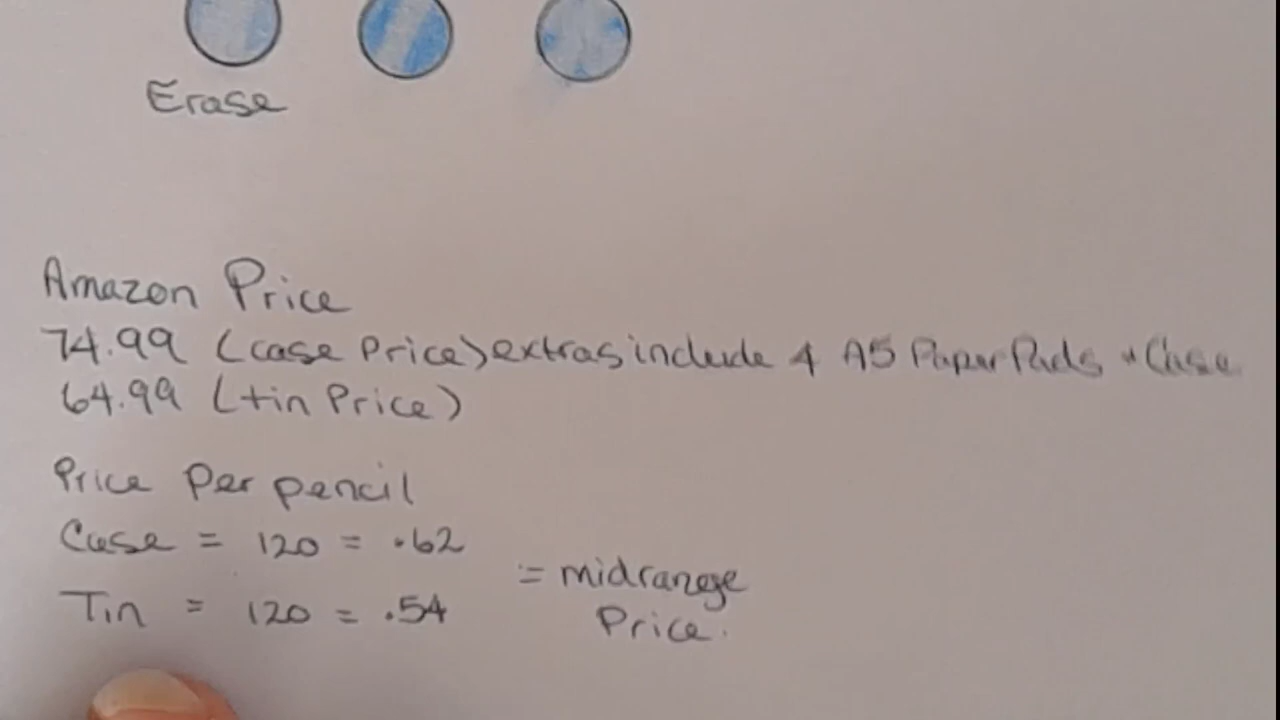 Erase
Amazon Price
74.99 (case Price) extras include 4 A5 Paper Pads + Case
64.99 (tin Price)
Price Per pencil
Case = 120 = .62
Tin = 120 = .54
= midrange
Price.